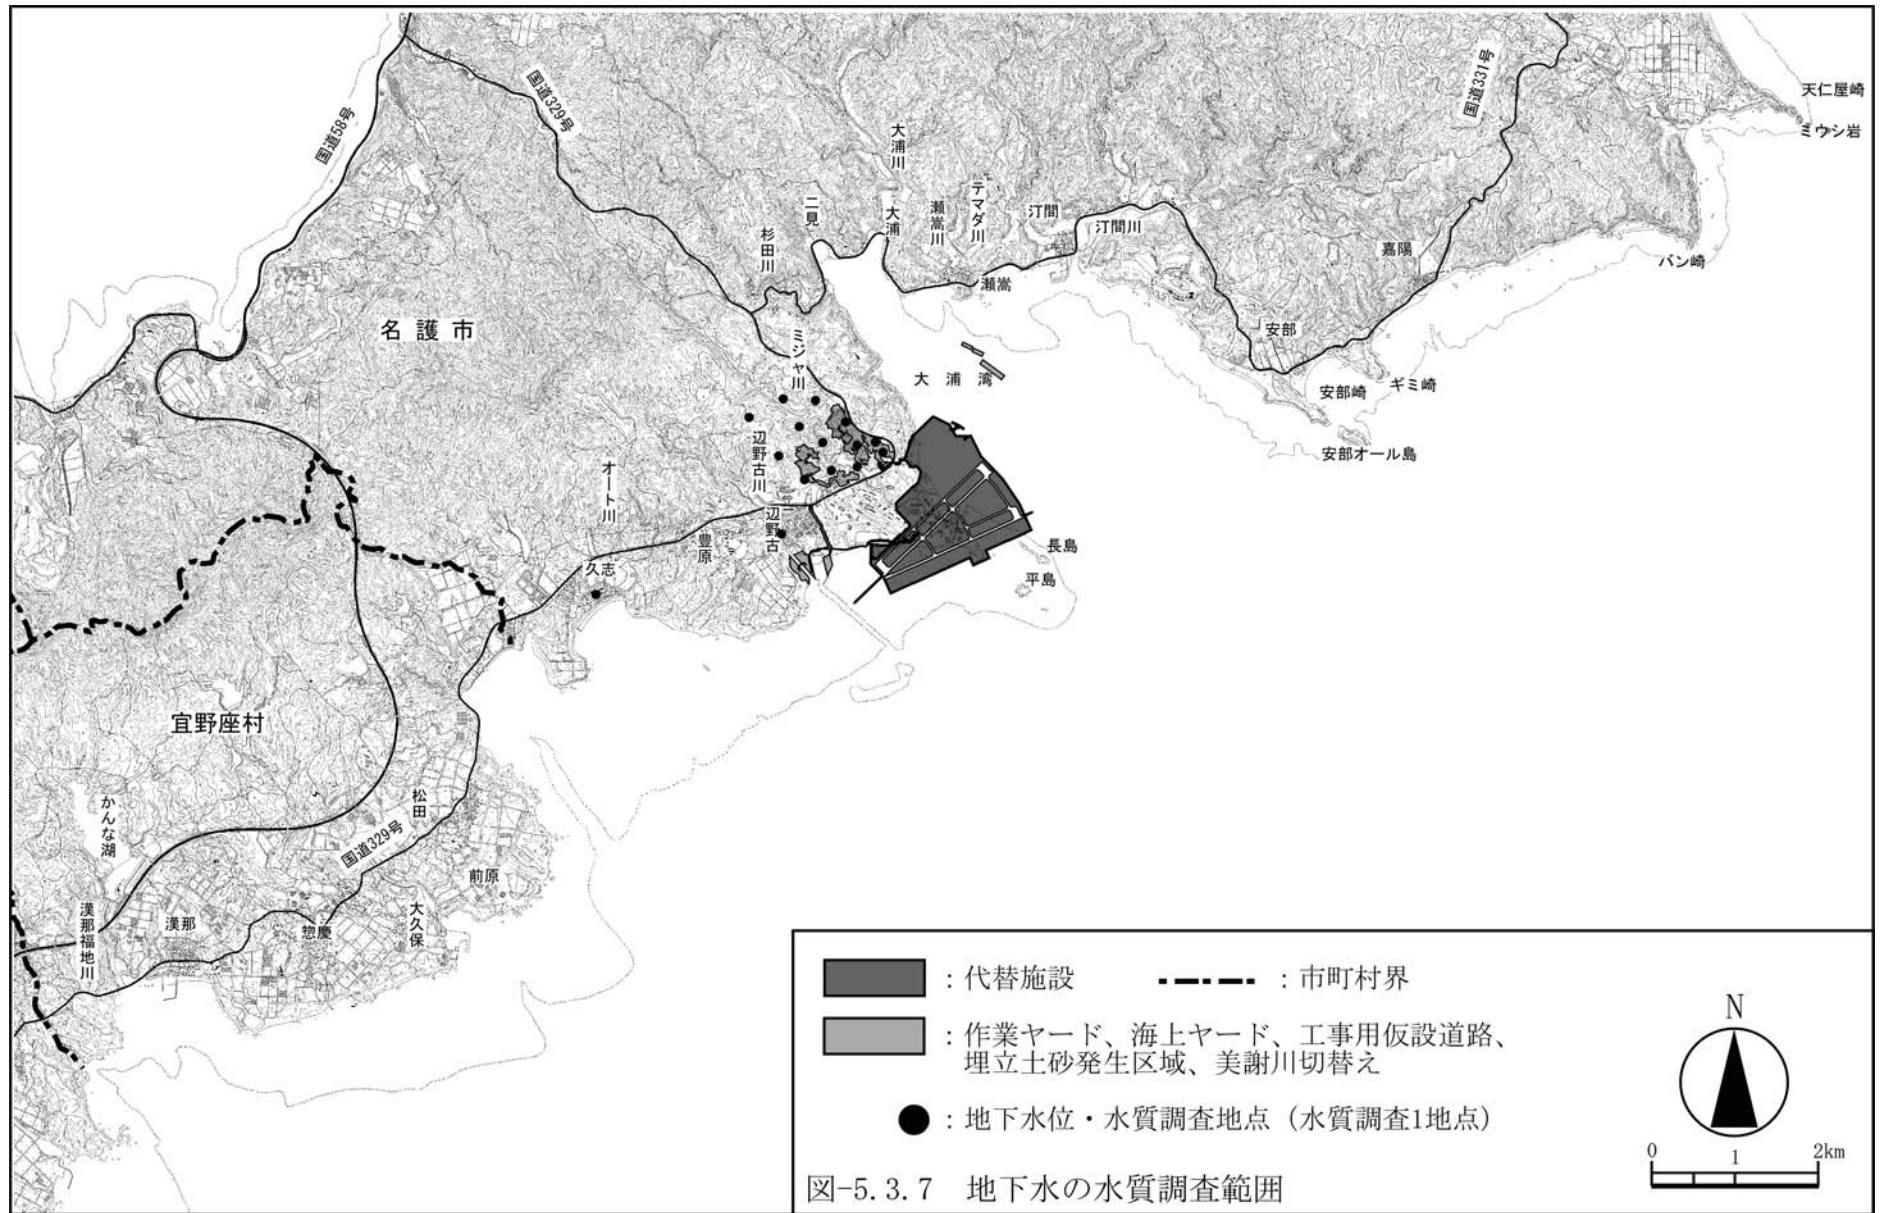 国道58号
国道329号
国道331号
天仁屋崎
ミウシ岩
バン崎
大浦川
大浦
瀬嵩川
テマダ川
汀間
汀間川
二見
杉田川
瀬嵩
嘉陽
安部
安部崎
ギミ崎
安部オール島
大浦湾
名護市
ミジャ川
辺野古川
オート川
辺野古
豊原
久志
長島
平島
宜野座村
かんな湖
松田
国道329号
前原
大久保
惣慶
漢那
漢那福地川
：代替施設
：市町村界
：作業ヤード、海上ヤード、工事用仮設道路、
埋立土砂発生区域、美謝川切替え
：地下水位・水質調査地点（水質調査1地点）
図-5.3.7 地下水の水質調査範囲
N
0 1 2km